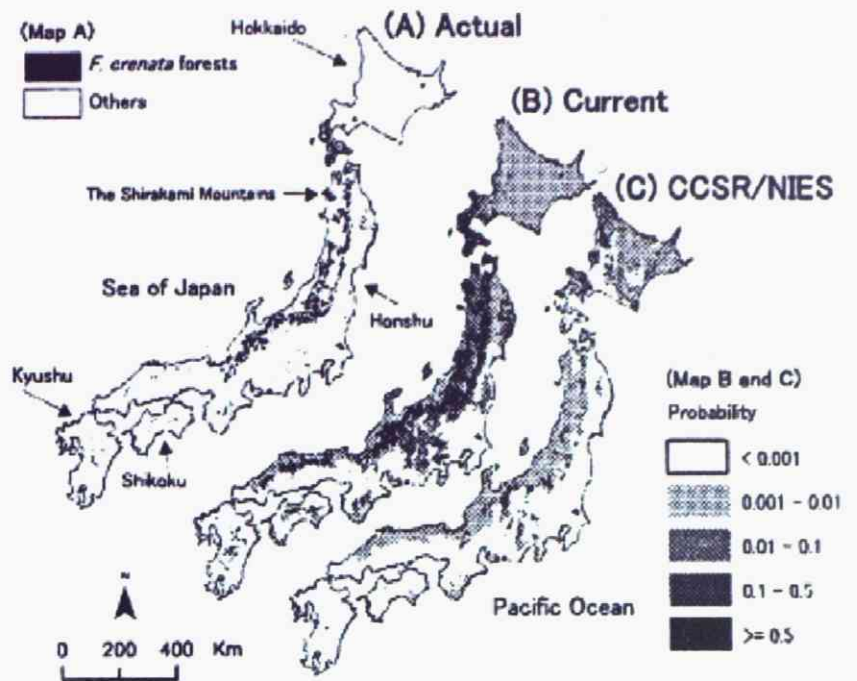 (Map A)
F. crenata forests
Others
Hokkaido
(A) Actual
(B) Current
(C) CCSR/NIES
The Shirakami Mountains
Sea of Japan
Honshu
Kyushu
Shikoku
(Map B and C)
Probability
< 0.001
0.001 - 0.01
0.01 - 0.1
0.1 - 0.5
>= 0.5
Pacific Ocean
N
0 200 400 Km